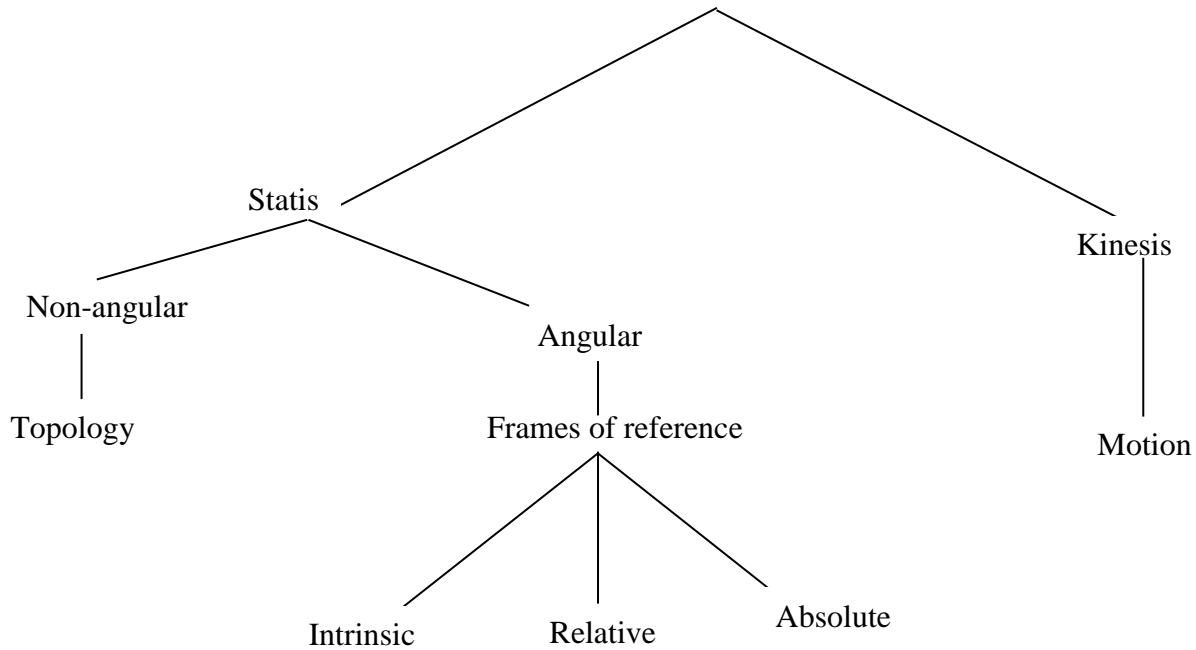 Statis
Kinesis
Non-angular
Angular
Topology
Frames of reference
Motion
Intrinsic
Relative
Absolute